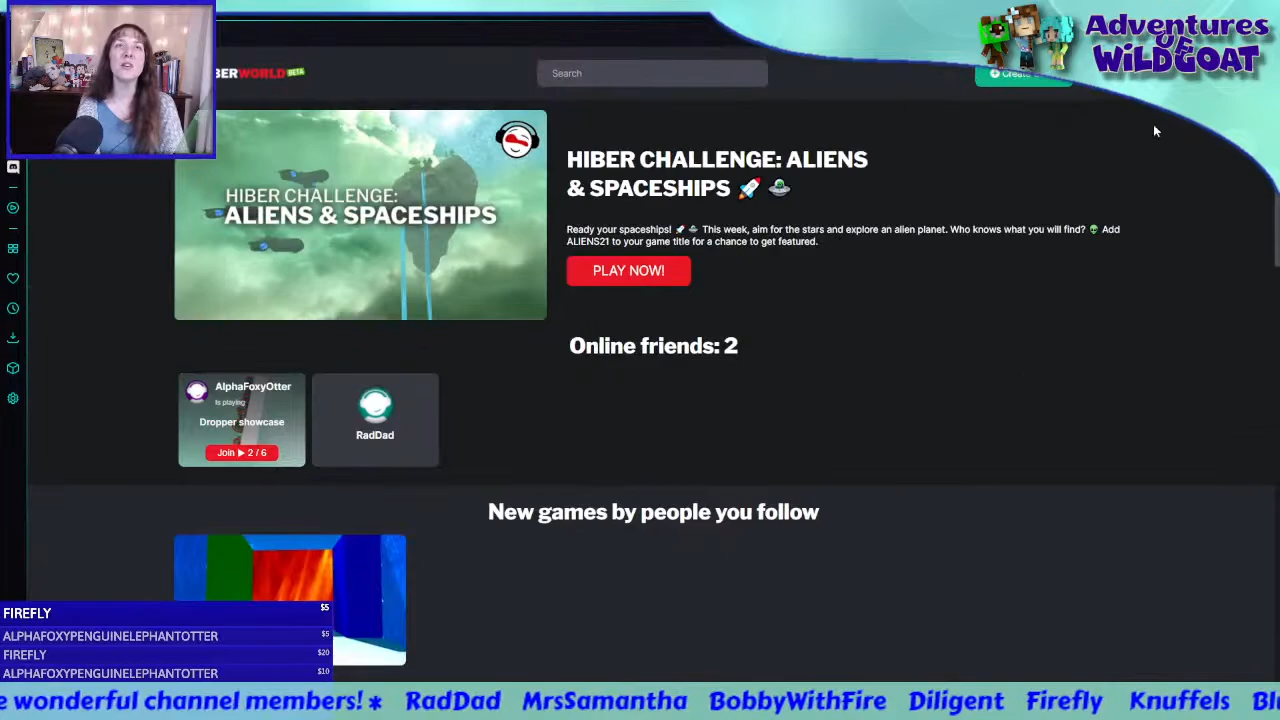 Adventures
OF
WILDGOAT
BERWORLD BETA
Search
HIBER CHALLENGE:
ALIENS & SPACESHIPS
HIBER CHALLENGE: ALIENS
& SPACESHIPS 🚀 🛸
Ready your spaceships! 🚀 🛸 This week, aim for the stars and explore an alien planet. Who knows what you will find? 👽 Add
ALIENS21 to your game title for a chance to get featured.
PLAY NOW!
Online friends: 2
AlphaFoxyOtter
Is playing
Dropper showcase
Join ▶ 2 / 6
RadDad
New games by people you follow
FIREFLY $5
ALPHAFOXYPENGUINELEPHANTOTTER $5
FIREFLY $20
ALPHAFOXYPENGUINELEPHANTOTTER $10
e wonderful channel members! * RadDad MrsSamantha BobbyWithFire Diligent Firefly Knuffels Bl